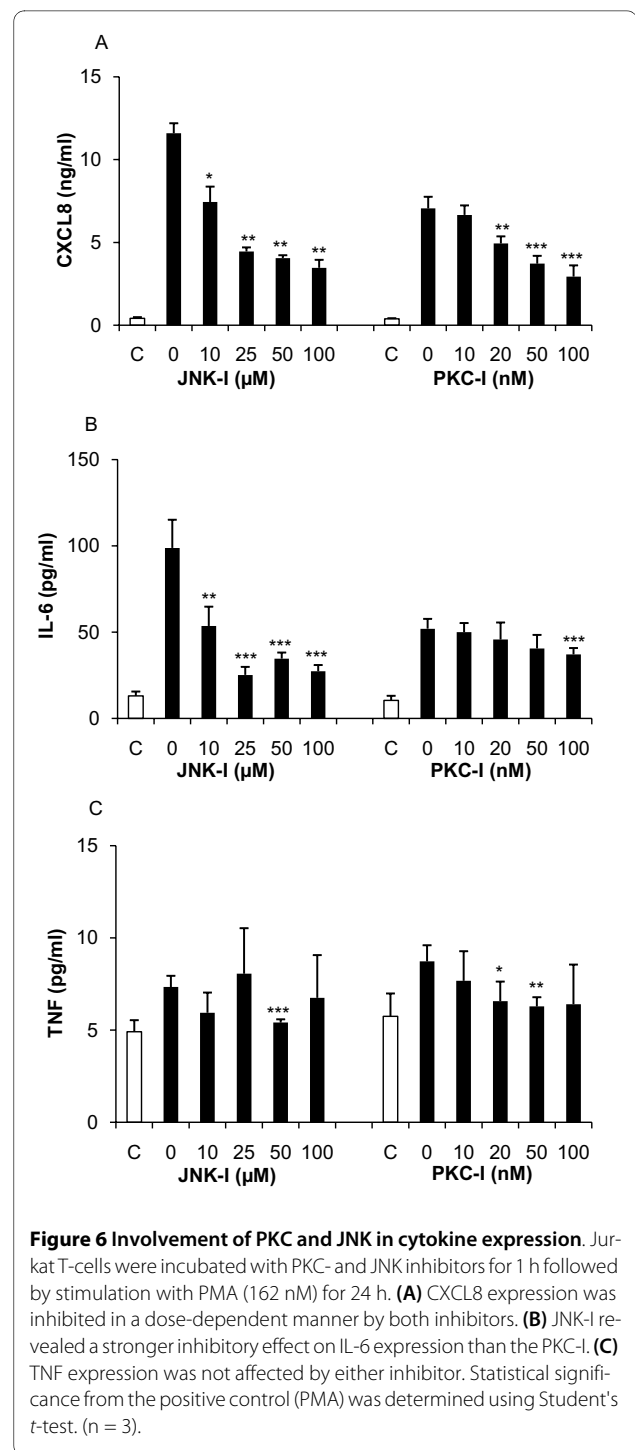 A
15
10
5
0
CXCL8 (ng/ml)
*
**
**
**
**
***
***
C 0 10 25 50 100 C 0 10 20 50 100
JNK-I (µM) PKC-I (nM)
B
150
100
50
0
IL-6 (pg/ml)
**
***
***
***
***
C 0 10 25 50 100 C 0 10 20 50 100
JNK-I (µM) PKC-I (nM)
C
15
10
5
0
TNF (pg/ml)
***
*
**
C 0 10 25 50 100 C 0 10 20 50 100
JNK-I (µM) PKC-I (nM)
Figure 6 Involvement of PKC and JNK in cytokine expression. Jur-
kat T-cells were incubated with PKC- and JNK inhibitors for 1 h followed
by stimulation with PMA (162 nM) for 24 h. (A) CXCL8 expression was
inhibited in a dose-dependent manner by both inhibitors. (B) JNK-I re-
vealed a stronger inhibitory effect on IL-6 expression than the PKC-I. (C)
TNF expression was not affected by either inhibitor. Statistical signifi-
cance from the positive control (PMA) was determined using Student's
t-test. (n = 3).